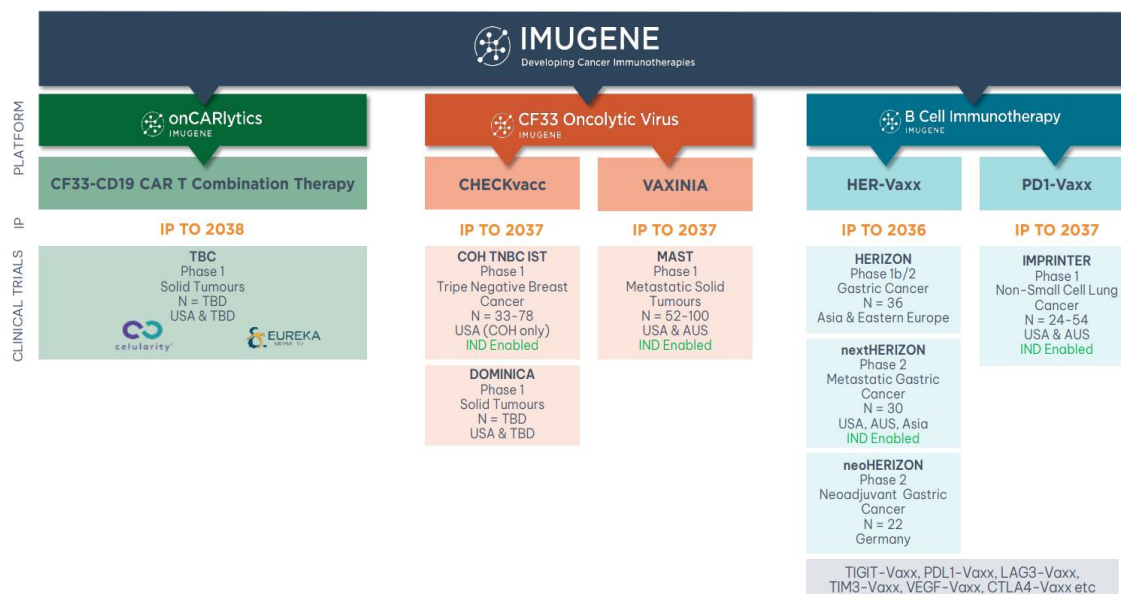 IMUGENE
Developing Cancer Immunotherapies
PLATFORM
onCARlytics
IMUGENE
CF33 Oncolytic Virus
IMUGENE
B Cell Immunotherapy
IMUGENE
CF33-CD19 CAR T Combination Therapy
CHECKvacc
VAXINIA
HER-Vaxx
PD1-Vaxx
IP
IP TO 2038
IP TO 2037
IP TO 2037
IP TO 2036
IP TO 2037
CLINICAL TRIALS
TBC
Phase 1
Solid Tumours
N = TBD
USA & TBD
celularity
EUREKA
COH TNBC IST
Phase 1
Tripe Negative Breast
Cancer
N = 33-78
USA (COH only)
IND Enabled
DOMINICA
Phase 1
Solid Tumours
N = TBD
USA & TBD
MAST
Phase 1
Metastatic Solid
Tumours
N = 52-100
USA & AUS
IND Enabled
HERIZON
Phase 1b/2
Gastric Cancer
N = 36
Asia & Eastern Europe
nextHERIZON
Phase 2
Metastatic Gastric
Cancer
N = 30
USA, AUS, Asia
IND Enabled
neoHERIZON
Phase 2
Neoadjuvant Gastric
Cancer
N = 22
Germany
IMPRINTER
Phase 1
Non-Small Cell Lung
Cancer
N = 24-54
USA & AUS
IND Enabled
TIGIT-Vaxx, PDL1-Vaxx, LAG3-Vaxx,
TIM3-Vaxx, VEGF-Vaxx, CTLA4-Vaxx etc